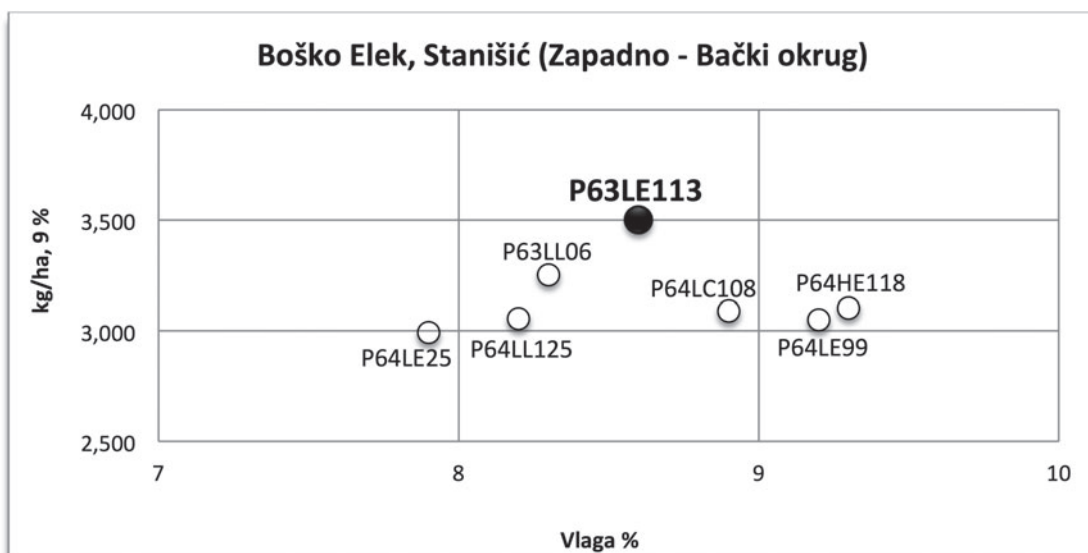 Boško Elek, Stanišić (Zapadno - Bački okrug)
kg/ha, 9 %
4,000
3,500
3,000
2,500
P63LE113
P63LL06
P64LC108
P64HE118
P64LE25
P64LL125
P64LE99
7 8 9 10
Vlaga %